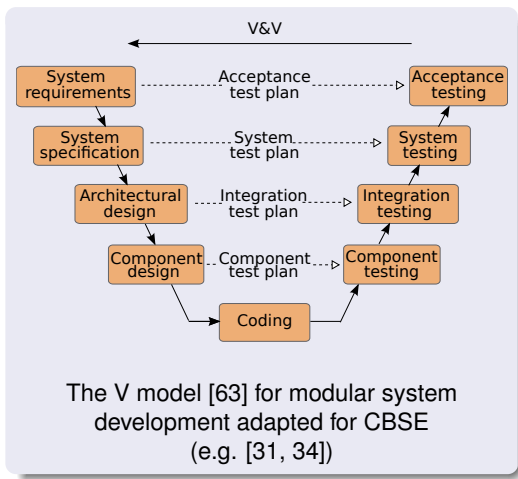 V&V
System
requirements
Acceptance
test plan
Acceptance
testing
System
specification
System
test plan
System
testing
Architectural
design
Integration
test plan
Integration
testing
Component
design
Component
test plan
Component
testing
Coding
The V model [63] for modular system
development adapted for CBSE
(e.g. [31, 34])